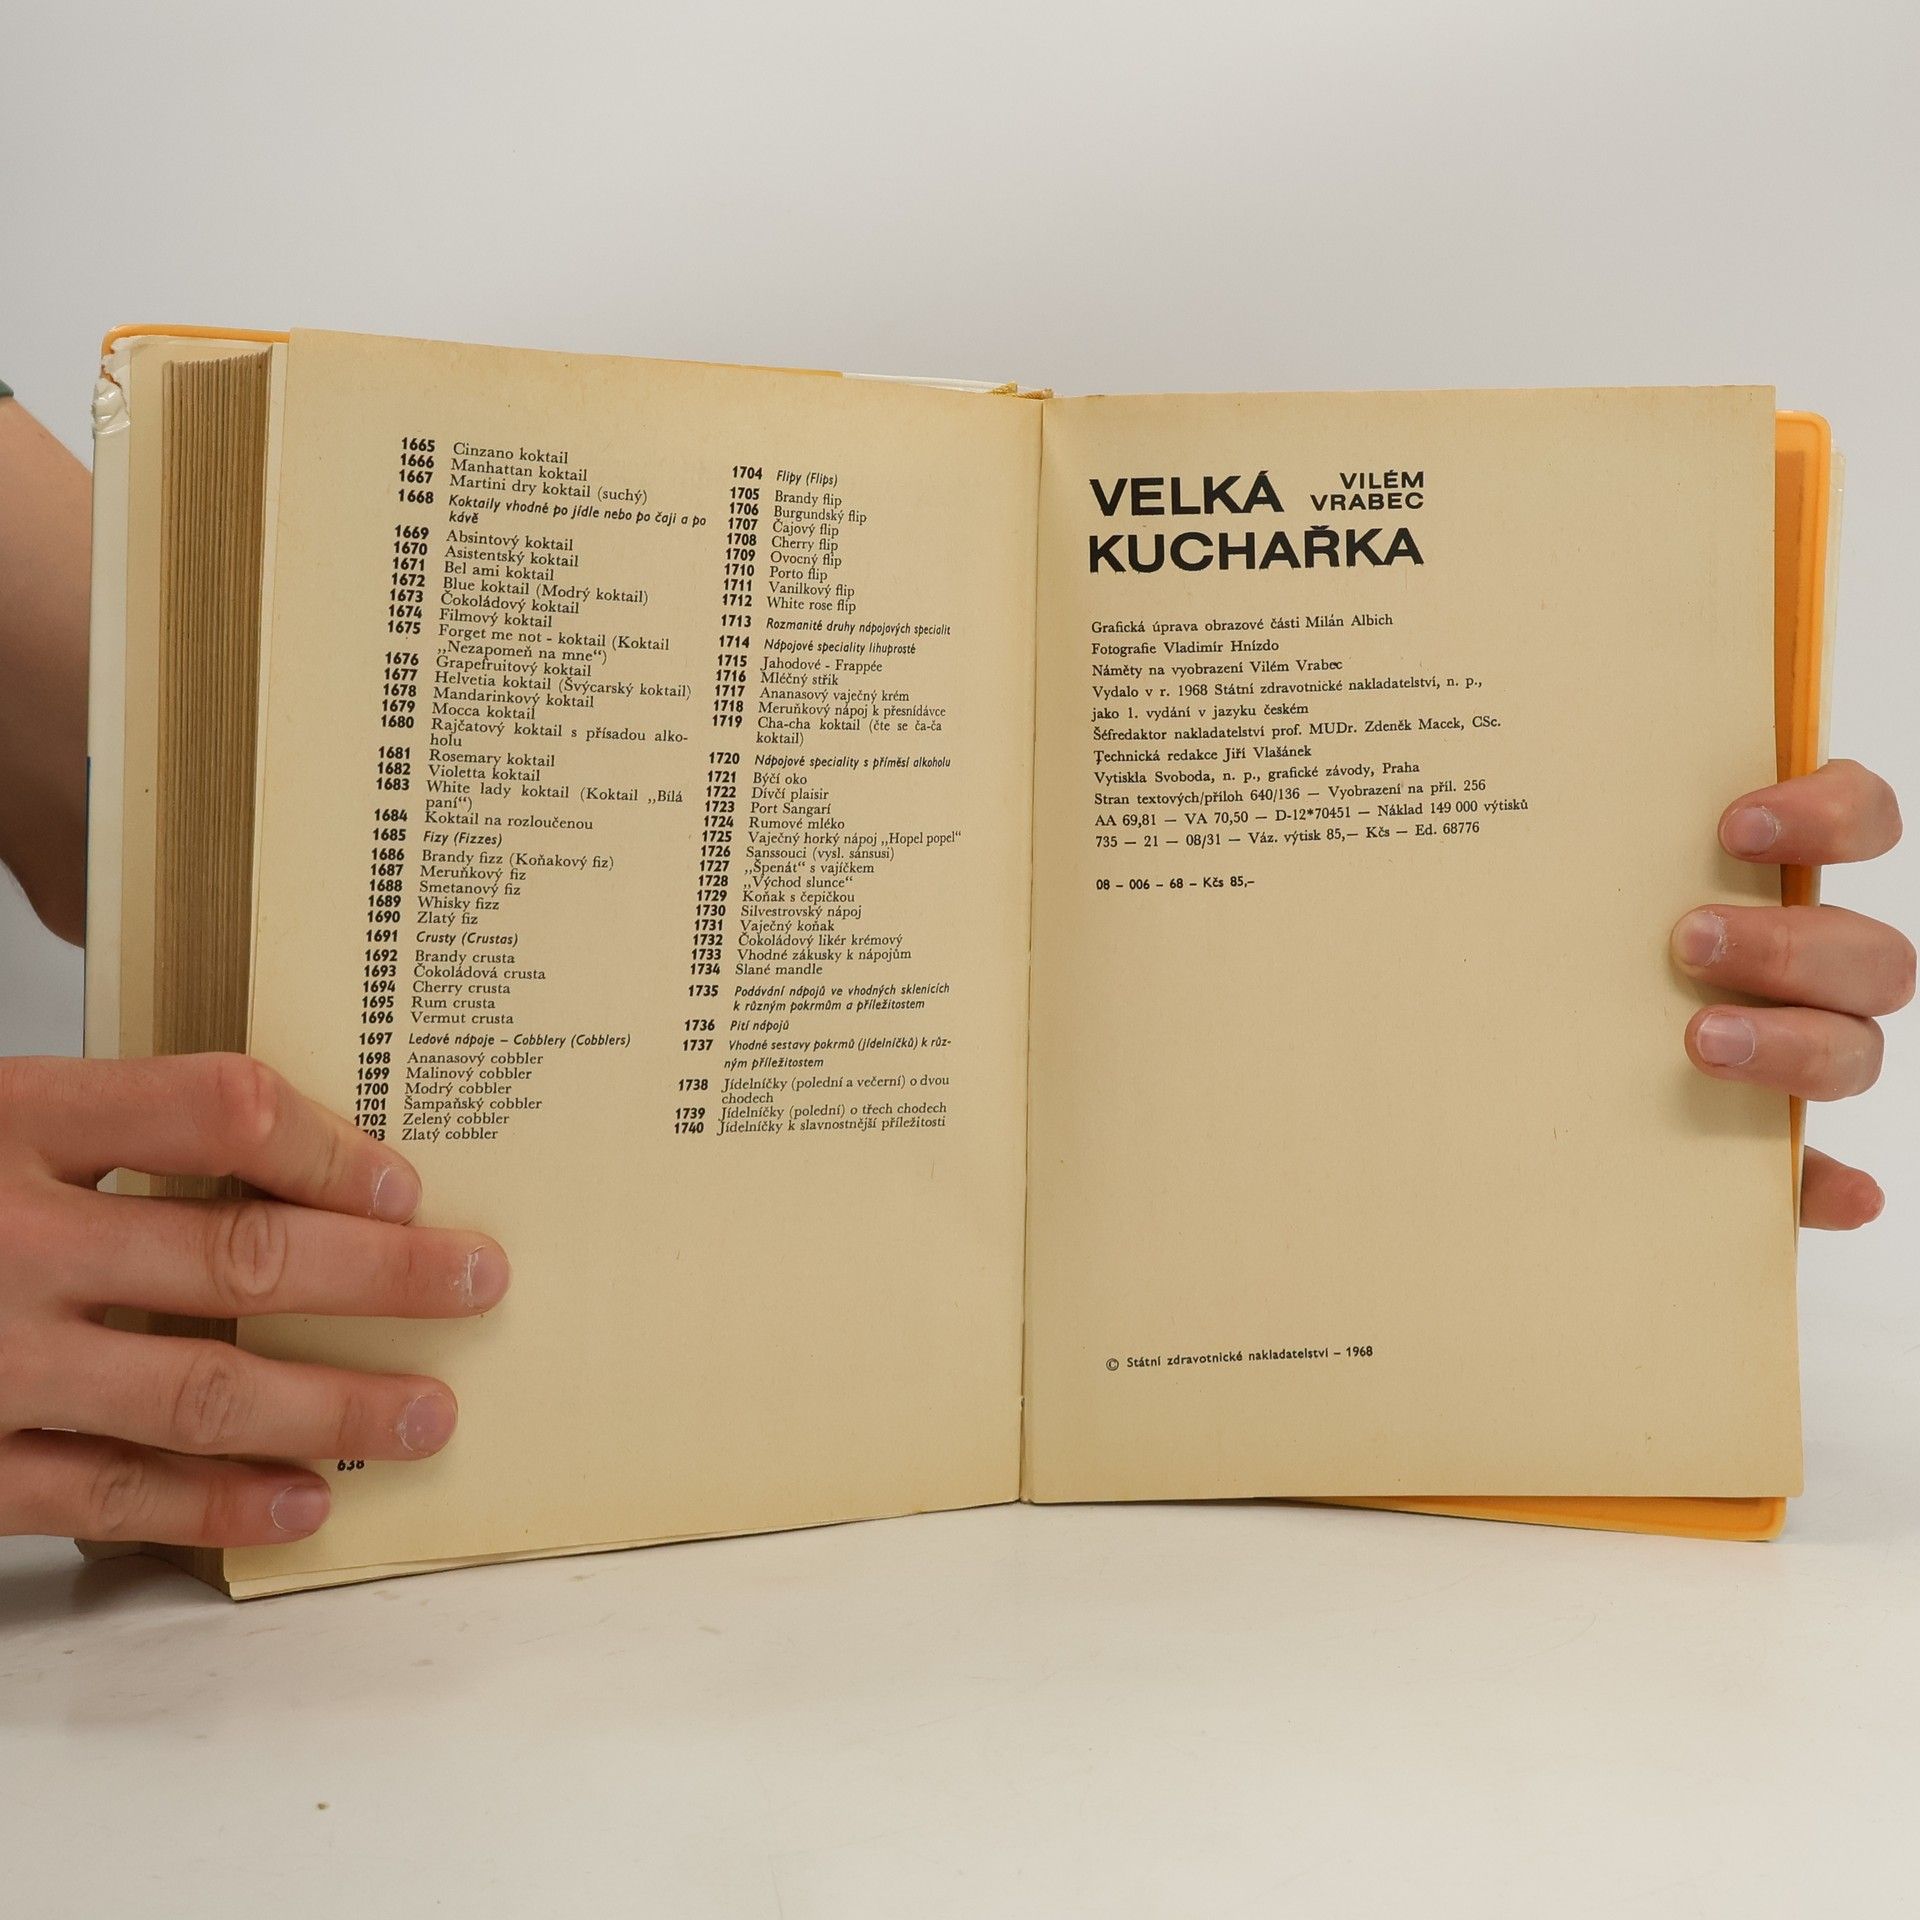 1665 Cinzano koktail
1666 Manhattan koktail
1667 Martini dry koktail (suchý)
1668 Koktaily vhodné po jídle nebo po čaji a po
kávě
1669 Absintový koktail
1670 Asistentský koktail
1671 Bel ami koktail
1672 Blue koktail (Modrý koktail)
1673 Čokoládový koktail
1674 Filmový koktail
1675 Forget me not - koktail (Koktail
„Nezapomeň na mne“)
1676 Grapefruitový koktail
1677 Helvetia koktail (Švýcarský koktail)
1678 Mandarinkový koktail
1679 Mocca koktail
1680 Rajčatový koktail s přísadou alko-
holu
1681 Rosemary koktail
1682 Violetta koktail
1683 White lady koktail (Koktail „Bílá
paní“)
1684 Koktail na rozloučenou
1685 Fizy (Fizzes)
1686 Brandy fizz (Koňakový fiz)
1687 Meruňkový fiz
1688 Smetanový fiz
1689 Whisky fizz
1690 Zlatý fiz
1691 Crusty (Crustas)
1692 Brandy crusta
1693 Čokoládová crusta
1694 Cherry crusta
1695 Rum crusta
1696 Vermut crusta
1697 Ledové nápoje – Cobblery (Cobblers)
1698 Ananasový cobbler
1699 Malinový cobbler
1700 Modrý cobbler
1701 Šampaňský cobbler
1702 Zelený cobbler
03 Zlatý cobbler
638
1704 Flipy (Flips)
1705 Brandy flip
1706 Burgundský flip
1707 Čajový flip
1708 Cherry flip
1709 Ovocný flip
1710 Porto flip
1711 Vanilkový flip
1712 White rose flip
1713 Rozmanité druhy nápojových specialit
1714 Nápojové speciality lihuprosté
1715 Jahodové - Frappée
1716 Mléčný střik
1717 Ananasový vaječný krém
1718 Meruňkový nápoj k přesnídávce
1719 Cha-cha koktail (čte se ča-ča
koktail)
1720 Nápojové speciality s příměsí alkoholu
1721 Býčí oko
1722 Dívčí plaisir
1723 Port Sangarí
1724 Rumové mléko
1725 Vaječný horký nápoj „Hopel popel“
1726 Sanssouci (vysl. sánsusi)
1727 „Špenát“ s vajíčkem
1728 „Východ slunce“
1729 Koňak s čepičkou
1730 Silvestrovský nápoj
1731 Vaječný koňak
1732 Čokoládový likér krémový
1733 Vhodné zákusky k nápojům
1734 Slané mandle
1735 Podávání nápojů ve vhodných sklenicích
k různým pokrmům a příležitostem
1736 Pití nápojů
1737 Vhodné sestavy pokrmů (jídelníčků) k růz-
ným příležitostem
1738 Jídelníčky (polední a večerní) o dvou
chodech
1739 Jídelníčky (polední) o třech chodech
1740 Jídelníčky k slavnostnější příležitosti
VELKÁ VILÉM
VRABEC
KUCHAŘKA
Grafická úprava obrazové části Milán Albich
Fotografie Vladimír Hnízdo
Náměty na vyobrazení Vilém Vrabec
Vydalo v r. 1968 Státní zdravotnické nakladatelství, n. p.,
jako 1. vydání v jazyku českém
Šéfredaktor nakladatelství prof. MUDr. Zdeněk Macek, CSc.
Technická redakce Jiří Vlašánek
Vytiskla Svoboda, n. p., grafické závody, Praha
Stran textových/příloh 640/136 — Vyobrazení na příl. 256
AA 69,81 — VA 70,50 — D-12*70451 — Náklad 149 000 výtisků
735 — 21 — 08/31 — Váz. výtisk 85,— Kčs — Ed. 68776
08 – 006 – 68 – Kčs 85,–
© Státní zdravotnické nakladatelství – 1968